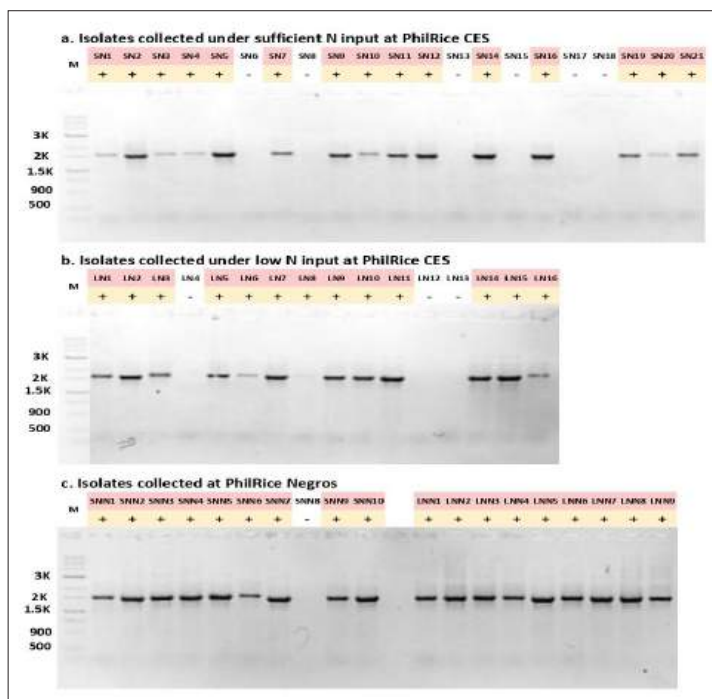 a. Isolates collected under sufficient N input at PhilRice CES
M SN1 SN2 SN3 SN4 SN5 SN6 SN7 SN8 SN9 SN10 SN11 SN12 SN13 SN14 SN15 SN16 SN17 SN18 SN19 SN20 SN21
+ + + + + - + - + + + + - + - + - - + + +
3K
2K
1.5K
900
500
b. Isolates collected under low N input at PhilRice CES
M LN1 LN2 LN3 LN4 LN5 LN6 LN7 LN8 LN9 LN10 LN11 LN12 LN13 LN14 LN15 LN16
+ + + - + + + + + + + - - + + +
3K
2K
1.5K
900
500
c. Isolates collected at PhilRice Negros
M SNN1 SNN2 SNN3 SNN4 SNN5 SNN6 SNN7 SNN8 SNN9 SNN10 LNN1 LNN2 LNN3 LNN4 LNN5 LNN6 LNN7 LNN8 LNN9
+ + + + + + + - + + + + + + + + + + +
3K
2K
1.5K
900
500